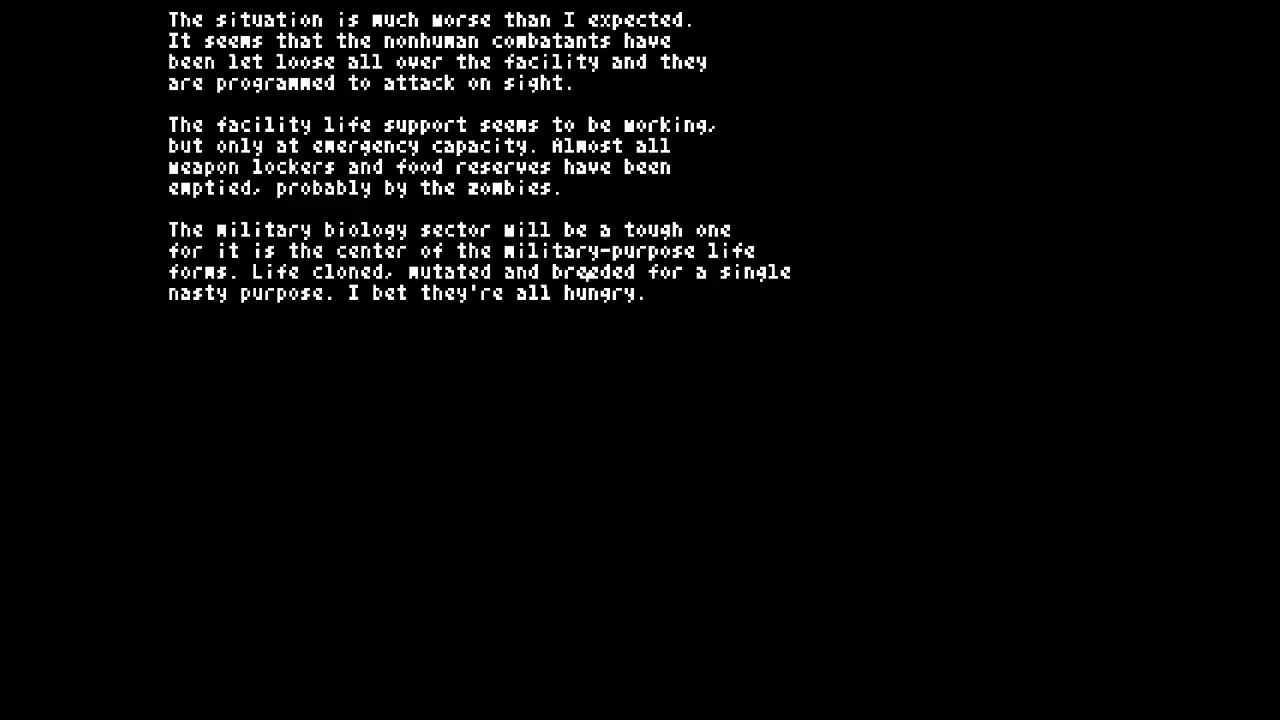 The situation is much worse than I expected.
It seems that the nonhuman combatants have
been let loose all over the facility and they
are programmed to attack on sight.
The facility life support seems to be working,
but only at emergency capacity. Almost all
weapon lockers and food reserves have been
emptied, probably by the zombies.
The military biology sector will be a tough one
for it is the center of the military-purpose life
forms. Life cloned, mutated and breeded for a single
nasty purpose. I bet they're all hungry.